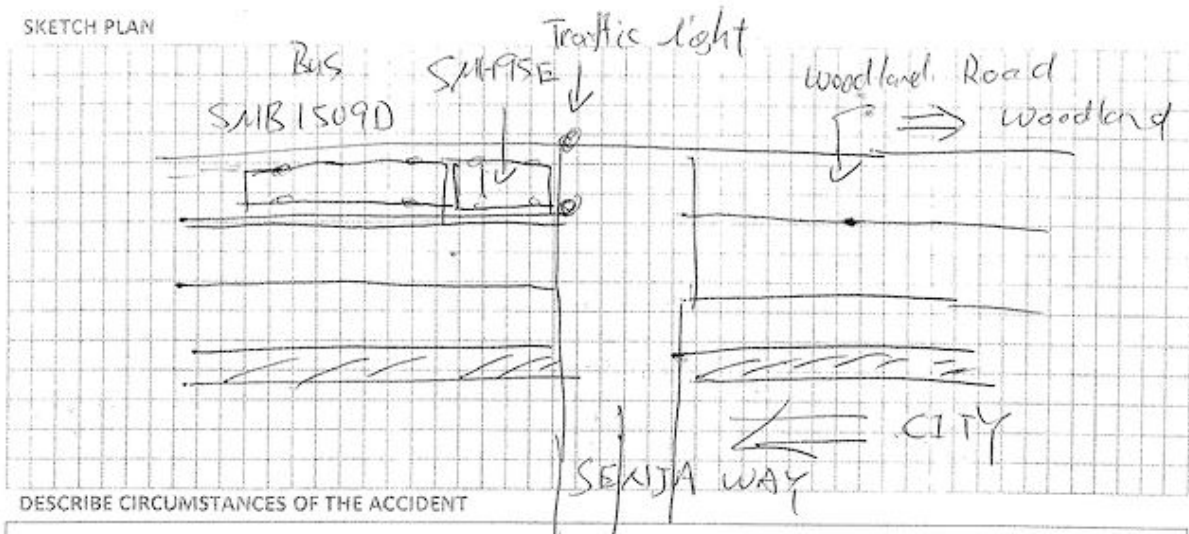 SKETCH PLAN
Traffic light
Bus
SMB1509D
Woodland Road
⇒ Woodland
CITY
SENJA WAY
DESCRIBE CIRCUMSTANCES OF THE ACCIDENT